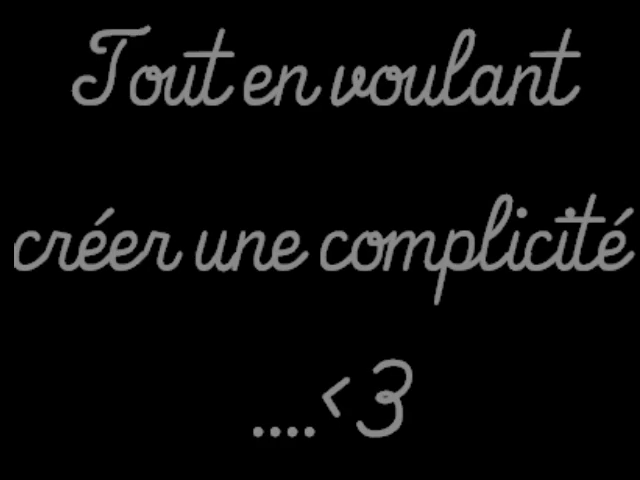 Tout en voulant
créer une complicité
....<3